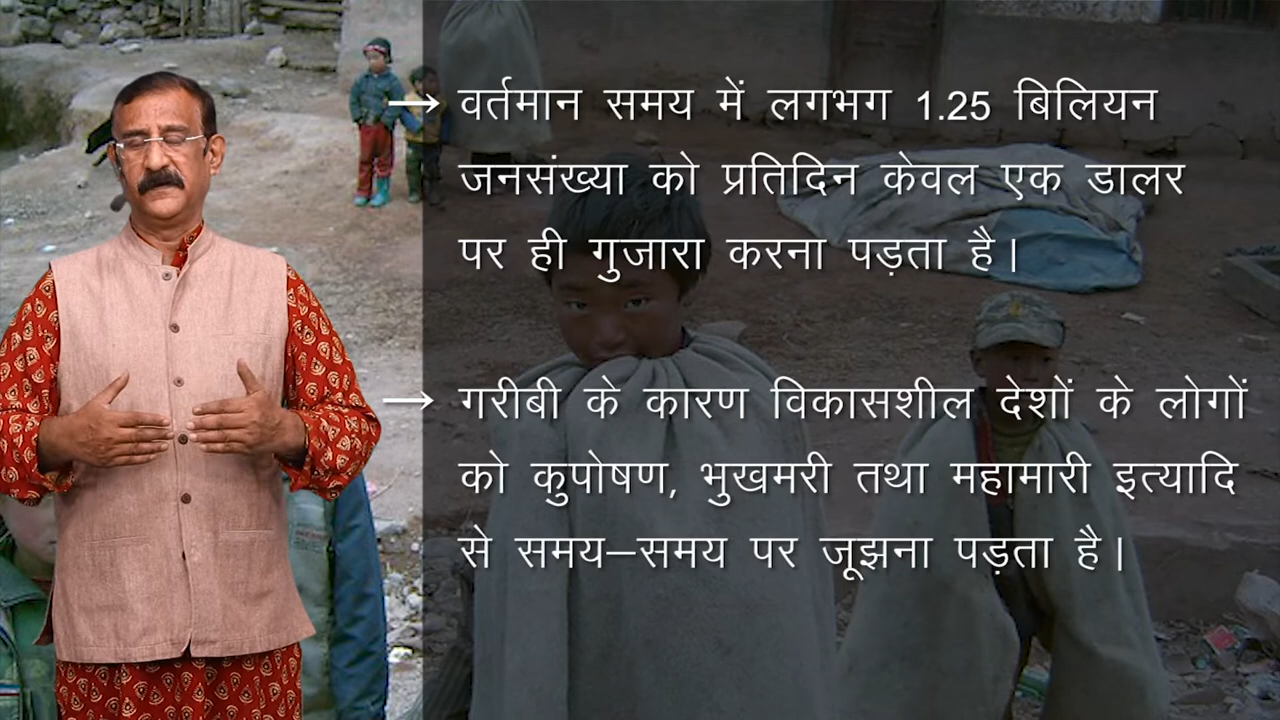 → वर्तमान समय में लगभग 1.25 बिलियन
जनसंख्या को प्रतिदिन केवल एक डालर
पर ही गुजारा करना पड़ता है।
→ गरीबी के कारण विकासशील देशों के लोगों
को कुपोषण, भुखमरी तथा महामारी इत्यादि
से समय–समय पर जूझना पड़ता है।